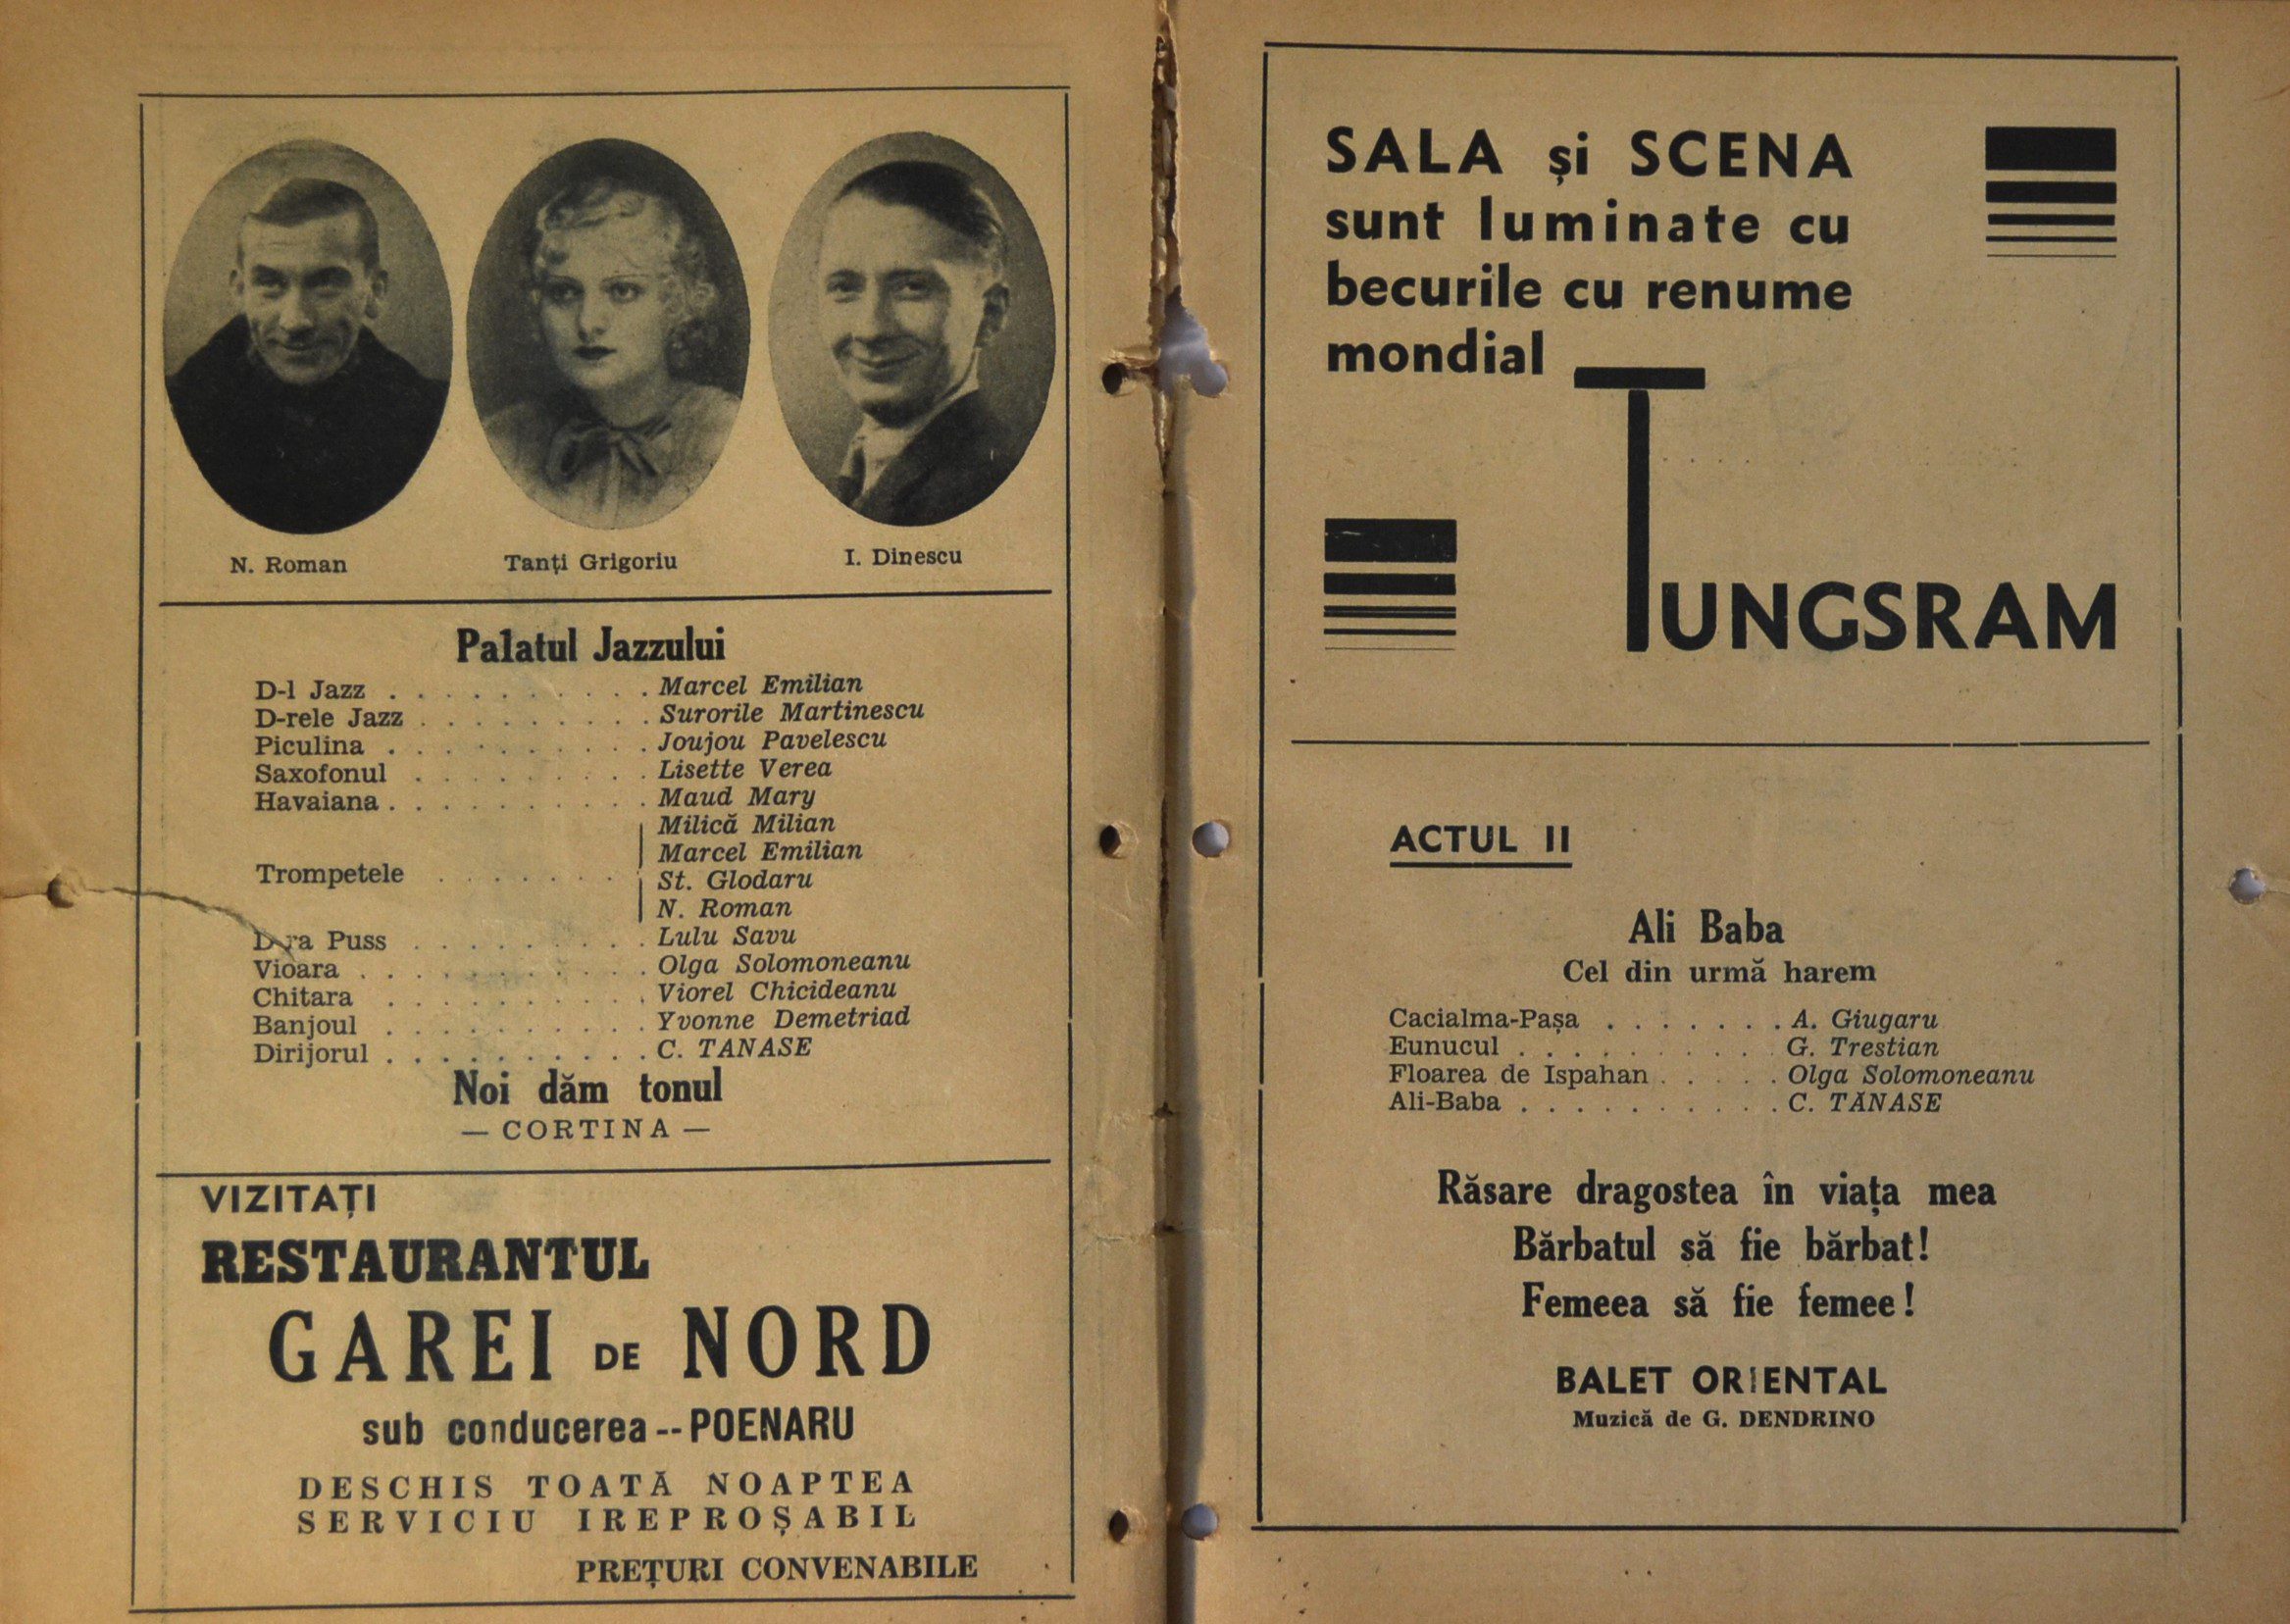 N. Roman
Tanți Grigoriu
I. Dinescu
Palatul Jazzului
D-l Jazz . . . . . . . . . . Marcel Emilian
D-rele Jazz . . . . . . . . . Surorile Martinescu
Piculina . . . . . . . . . . Joujou Pavelescu
Saxofonul . . . . . . . . . Lisette Verea
Havaiana . . . . . . . . . . Maud Mary
Milică Milian
Marcel Emilian
Trompetele . . . . . . . St. Glodaru
N. Roman
D-ra Puss . . . . . . . . . Lulu Savu
Vioara . . . . . . . . . . . Olga Solomoneanu
Chitara . . . . . . . . . . Viorel Chicideanu
Banjoul . . . . . . . . . . Yvonne Demetriad
Dirijorul . . . . . . . . . . C. TANASE
Noi dăm tonul
— CORTINA —
VIZITAȚI
RESTAURANTUL
GAREI DE NORD
sub conducerea -- POENARU
DESCHIS TOATĂ NOAPTEA
SERVICIU IREPROȘABIL
PREȚURI CONVENABILE
SALA și SCENA
sunt luminate cu
becurile cu renume
mondial
TUNGSRAM
ACTUL II
Ali Baba
Cel din urmă harem
Cacialma-Pașa . . . . . . . A. Giugaru
Eunucul . . . . . . . . . . G. Trestian
Floarea de Ispahan . . . . . Olga Solomoneanu
Ali-Baba . . . . . . . . . . C. TĂNASE
Răsare dragostea în viața mea
Bărbatul să fie bărbat!
Femeea să fie femee!
BALET ORIENTAL
Muzică de G. DENDRINO